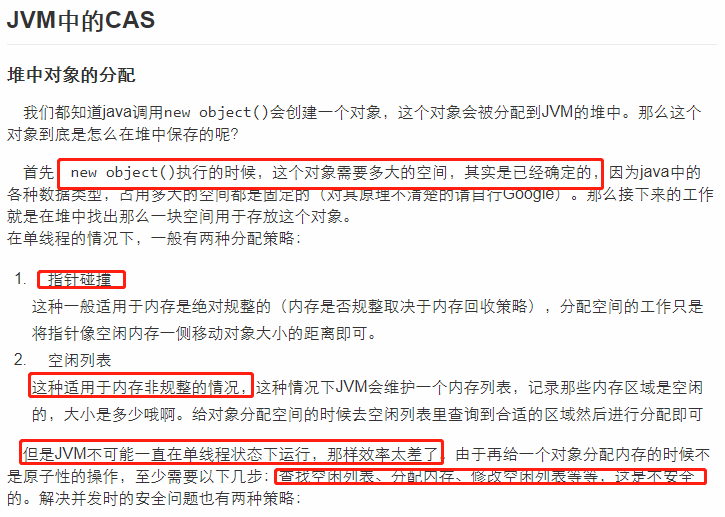 JVM中的CAS
堆中对象的分配
我们都知道java调用new object()会创建一个对象，这个对象会被分配到JVM的堆中。那么这个
对象到底是怎么在堆中保存的呢?
首先 new object()执行的时候，这个对象需要多大的空间，其实是已经确定的，因为java中的
各种数据类型，占用多大的空间都是固定的（对其原理不清楚的请自行Google）。那么接下来的工作
就是在堆中找出那么一块空间用于存放这个对象。
在单线程的情况下，一般有两种分配策略：
1. 指针碰撞
这种一般适用于内存是绝对规整的（内存是否规整取决于内存回收策略），分配空间的工作只是
将指针像空闲内存一侧移动对象大小的距离即可。
2. 空闲列表
这种适用于内存非规整的情况，这种情况下JVM会维护一个内存列表，记录那些内存区域是空闲
的，大小是多少哦啊。给对象分配空间的时候去空闲列表里查询到合适的区域然后进行分配即可
但是JVM不可能一直在单线程状态下运行，那样效率太差了 由于再给一个对象分配内存的时候不
是原子性的操作，至少需要以下几步：查找空闲列表、分配内存、修改空闲列表等等，这是不安全
的。解决并发时的安全问题也有两种策略：